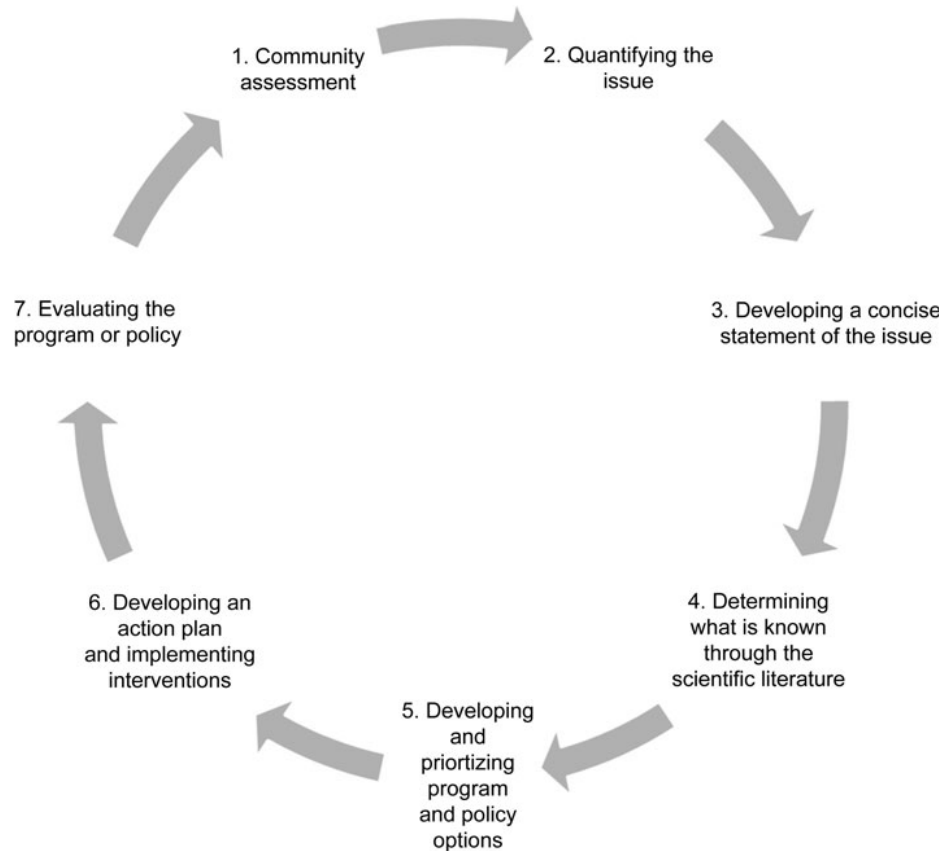 1. Community
assessment
2. Quantifying the
issue
3. Developing a concise
statement of the issue
4. Determining
what is known
through the
scientific literature
5. Developing
and
priortizing
program
and policy
options
6. Developing an
action plan
and implementing
interventions
7. Evaluating the
program or policy